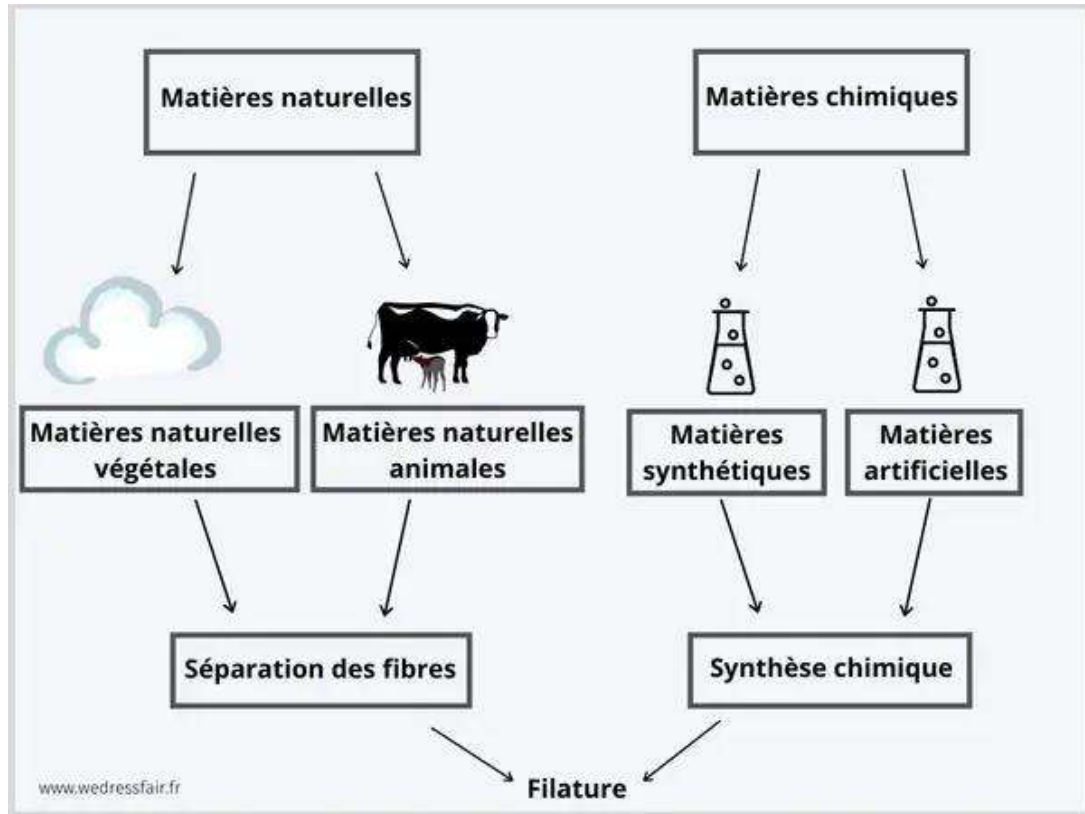 Matières naturelles
Matières chimiques
Matières naturelles
végétales
Matières naturelles
animales
Matières
synthétiques
Matières
artificielles
Séparation des fibres
Synthèse chimique
Filature
www.wedressfair.fr